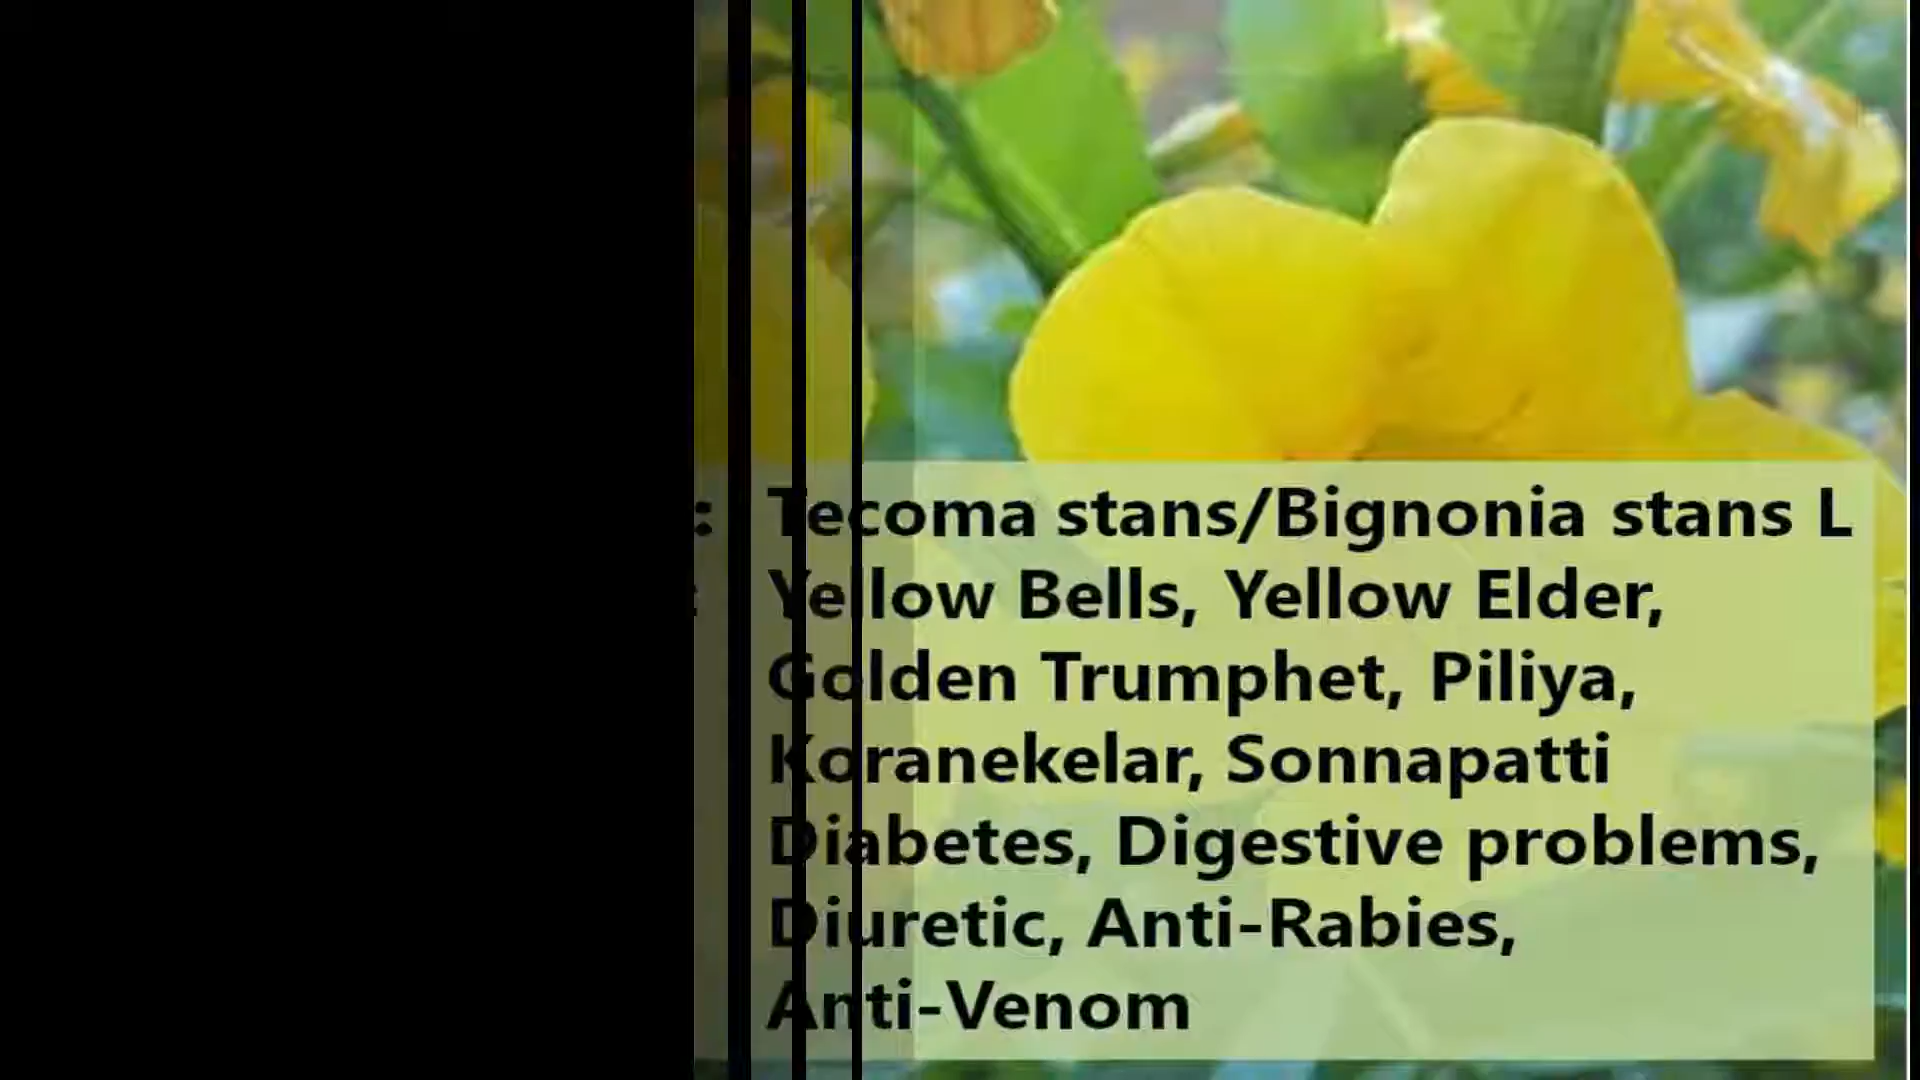 : Tecoma stans/Bignonia stans L
: Yellow Bells, Yellow Elder,
Golden Trumphet, Piliya,
Koranekelar, Sonnapatti
Diabetes, Digestive problems,
Diuretic, Anti-Rabies,
Anti-Venom